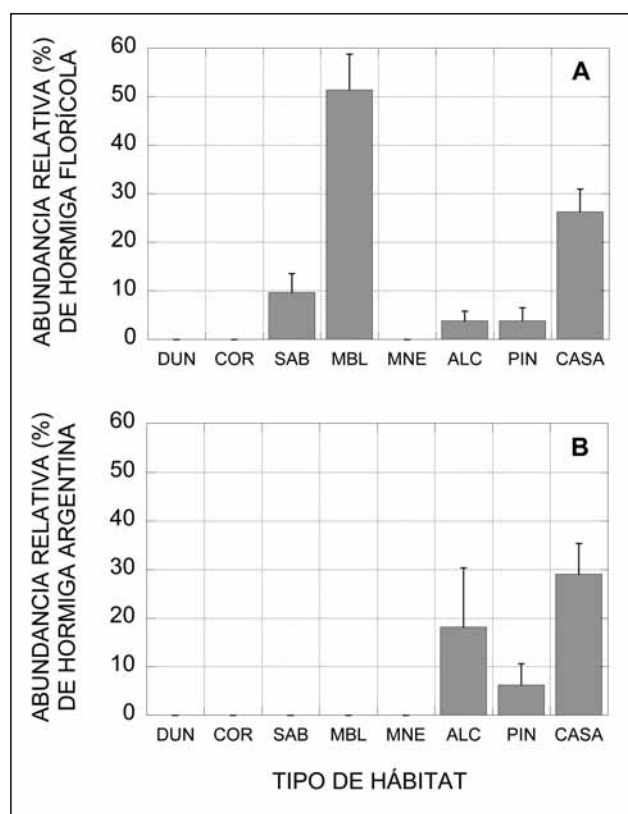 ABUNDANCIA RELATIVA (%)
DE HORMIGA FLORÍCOLA
60
50
40
30
20
10
0
A
DUN COR SAB MBL MNE ALC PIN CASA
ABUNDANCIA RELATIVA (%)
DE HORMIGA ARGENTINA
60
50
40
30
20
10
0
B
DUN COR SAB MBL MNE ALC PIN CASA
TIPO DE HÁBITAT